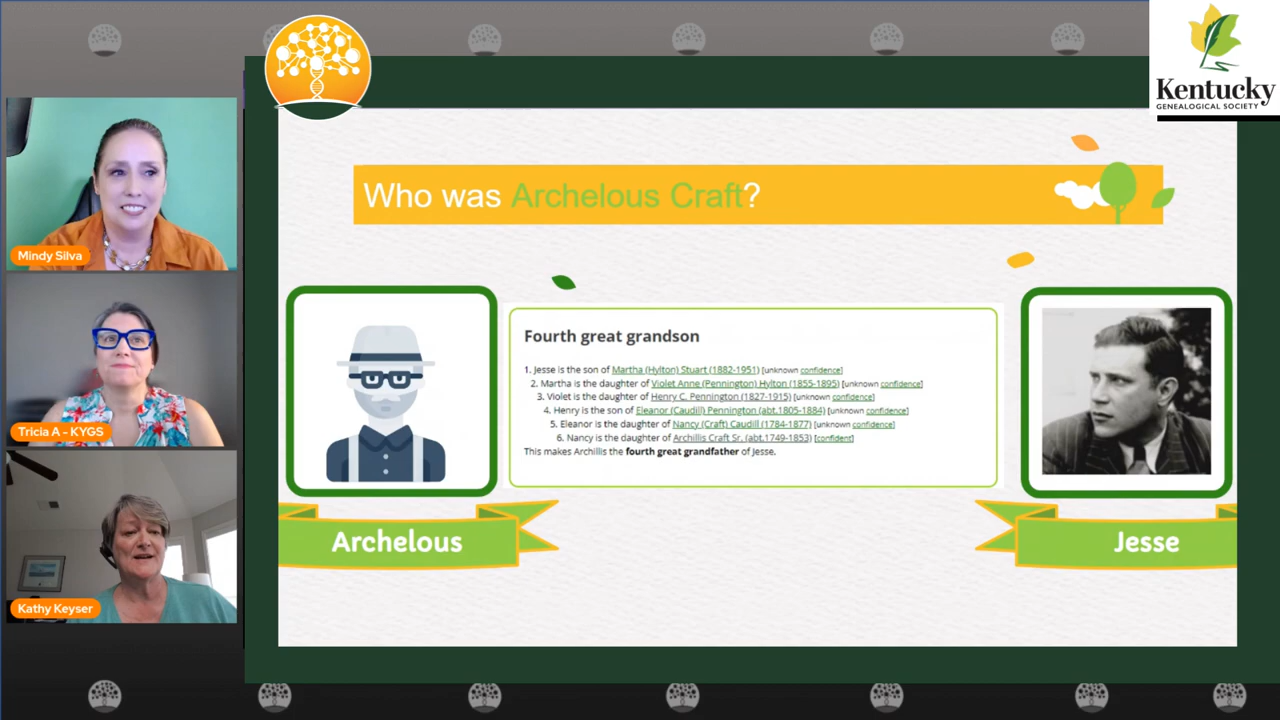 Kentucky
GENEALOGICAL SOCIETY
Who was Archelous Craft?
Mindy Silva
Tricia A - KYGS
Kathy Keyser
Fourth great grandson
1. Jesse is the son of Martha (Hylton) Stuart (1882-1951) [unknown confidence]
2. Martha is the daughter of Violet Anne (Pennington) Hylton (1855-1895) [unknown confidence]
3. Violet is the daughter of Henry C. Pennington (1827-1915) [unknown confidence]
4. Henry is the son of Eleanor (Caudill) Pennington (abt.1805-1884) [unknown confidence]
5. Eleanor is the daughter of Nancy (Craft) Caudill (1784-1877) [unknown confidence]
6. Nancy is the daughter of Archillis Craft Sr. (abt.1749-1853) [confident]
This makes Archillis the fourth great grandfather of Jesse.
Archelous
Jesse